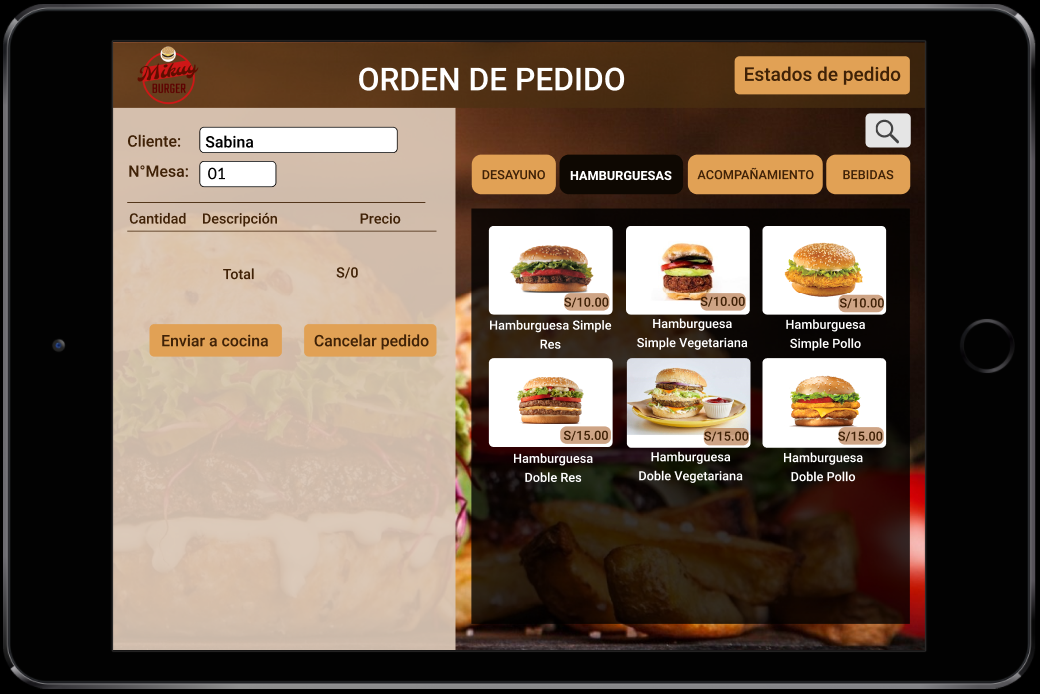 Mikuy
BURGER
ORDEN DE PEDIDO
Estados de pedido
Cliente:
Sabina
N°Mesa:
01
Cantidad Descripción Precio
Total S/0
Enviar a cocina
Cancelar pedido
DESAYUNO
HAMBURGUESAS
ACOMPAÑAMIENTO
BEBIDAS
S/10.00
Hamburguesa Simple
Res
S/10.00
Hamburguesa
Simple Vegetariana
S/10.00
Hamburguesa
Simple Pollo
S/15.00
Hamburguesa
Doble Res
S/15.00
Hamburguesa
Doble Vegetariana
S/15.00
Hamburguesa
Doble Pollo